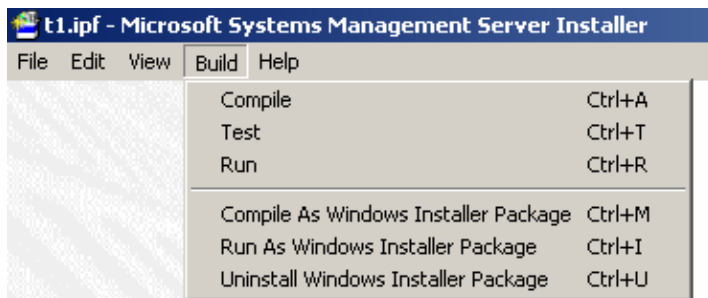 t1.ipf - Microsoft Systems Management Server Installer
File Edit View Build Help
Compile Ctrl+A
Test Ctrl+T
Run Ctrl+R
Compile As Windows Installer Package Ctrl+M
Run As Windows Installer Package Ctrl+I
Uninstall Windows Installer Package Ctrl+U